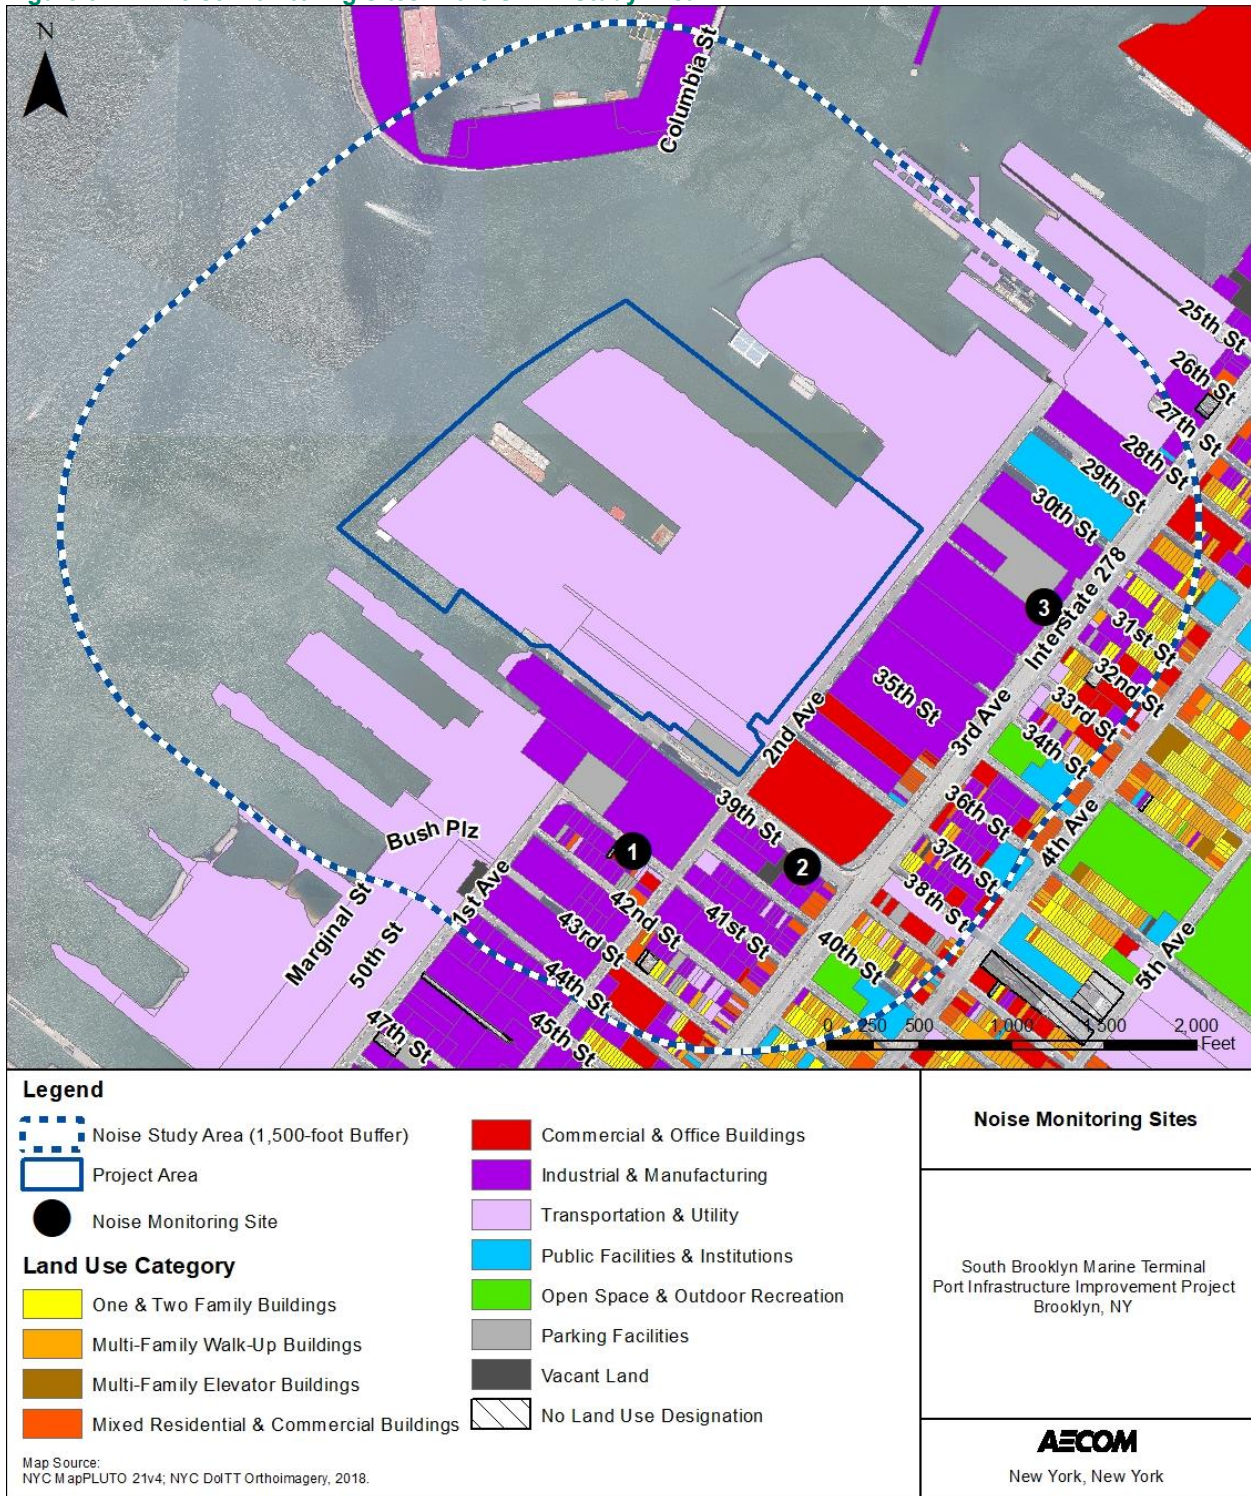 N
Columbia St
25th St
26th St
27th St
28th St
29th St
30th St
Interstate 278
3
31st St
32nd St
33rd St
34th St
35th St
2nd Ave
3rd Ave
36th St
37th St
38th St
4th Ave
39th St
1
2
Bush Plz
1st Ave
42nd St
41st St
43rd St
40th St
5th Ave
Marginal St
50th St
44th St
45th St
47th St
0 250 500 1,000 1,500 2,000
Feet
Legend
Noise Study Area (1,500-foot Buffer)
Project Area
Noise Monitoring Site
Land Use Category
One & Two Family Buildings
Multi-Family Walk-Up Buildings
Multi-Family Elevator Buildings
Mixed Residential & Commercial Buildings
Commercial & Office Buildings
Industrial & Manufacturing
Transportation & Utility
Public Facilities & Institutions
Open Space & Outdoor Recreation
Parking Facilities
Vacant Land
No Land Use Designation
Map Source:
NYC MapPLUTO 21v4; NYC DoITT Orthoimagery, 2018.
Noise Monitoring Sites
South Brooklyn Marine Terminal
Port Infrastructure Improvement Project
Brooklyn, NY
AECOM
New York, New York